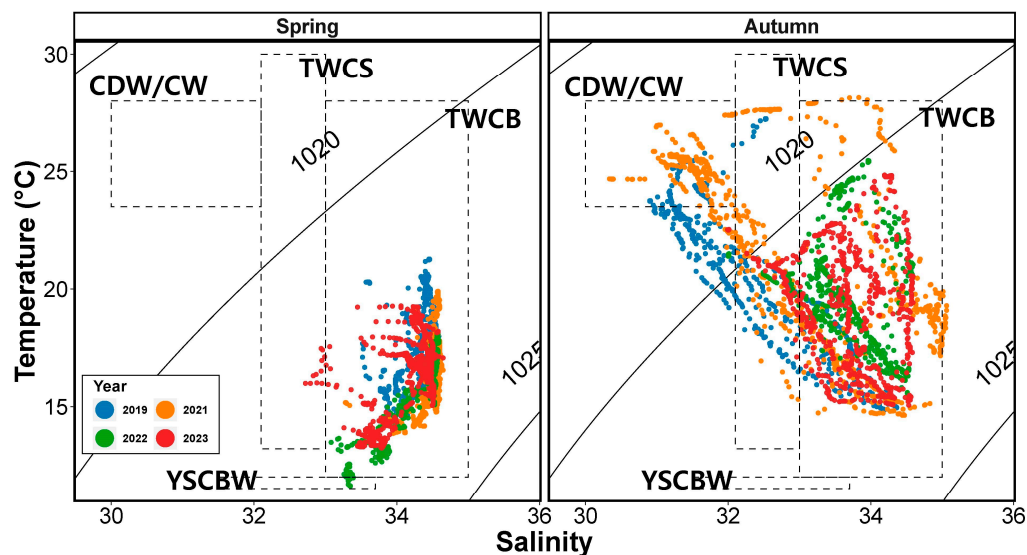 Spring
Autumn
Temperature (°C)
30
25
20
15
CDW/CW
TWCS
TWCB
1020
1025
YSCBW
Year
2019
2021
2022
2023
CDW/CW
TWCS
TWCB
1020
1025
YSCBW
30
32
34
36
30
32
34
36
Salinity